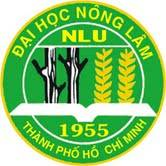 ĐẠI HỌC NÔNG LÂM
NLU
1955
THÀNH PHỐ HỒ CHÍ MINH